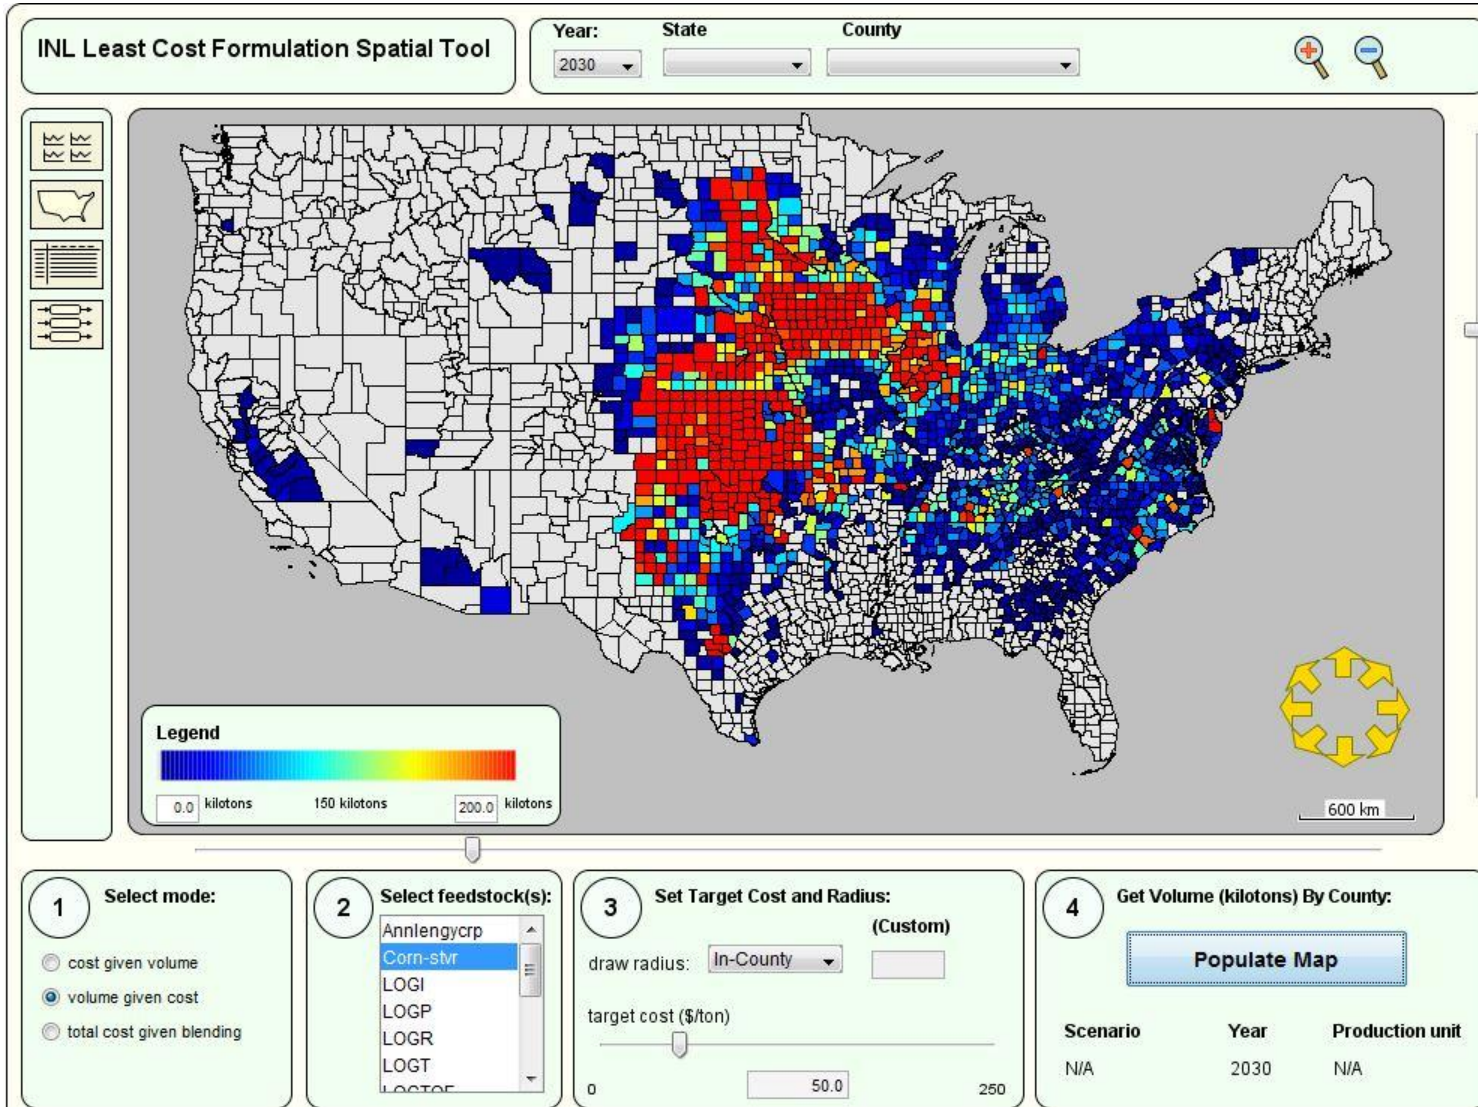 INL Least Cost Formulation Spatial Tool
Year: State County
2030
Legend
0.0 kilotons 150 kilotons 200.0 kilotons
600 km
1 Select mode:
cost given volume
volume given cost
total cost given blending
2 Select feedstock(s):
Annlengycrp
Corn-stvr
LOGI
LOGP
LOGR
LOGT
3 Set Target Cost and Radius:
(Custom)
draw radius: In-County
target cost ($/ton)
0 50.0 250
4 Get Volume (kilotons) By County:
Populate Map
Scenario Year Production unit
N/A 2030 N/A